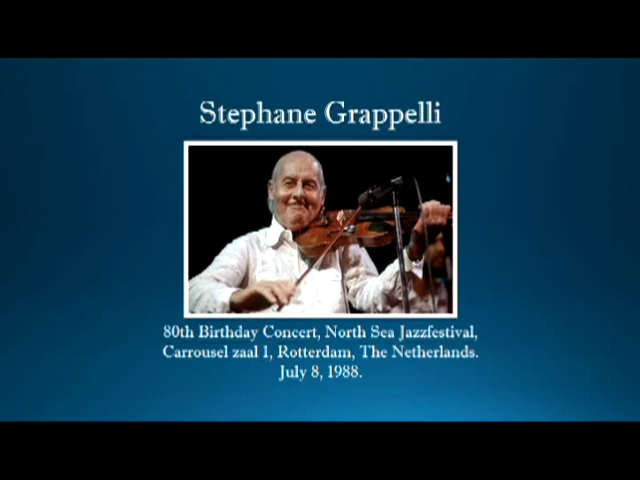 Stephane Grappelli
80th Birthday Concert, North Sea Jazzfestival,
Carrousel zaal 1, Rotterdam, The Netherlands.
July 8, 1988.